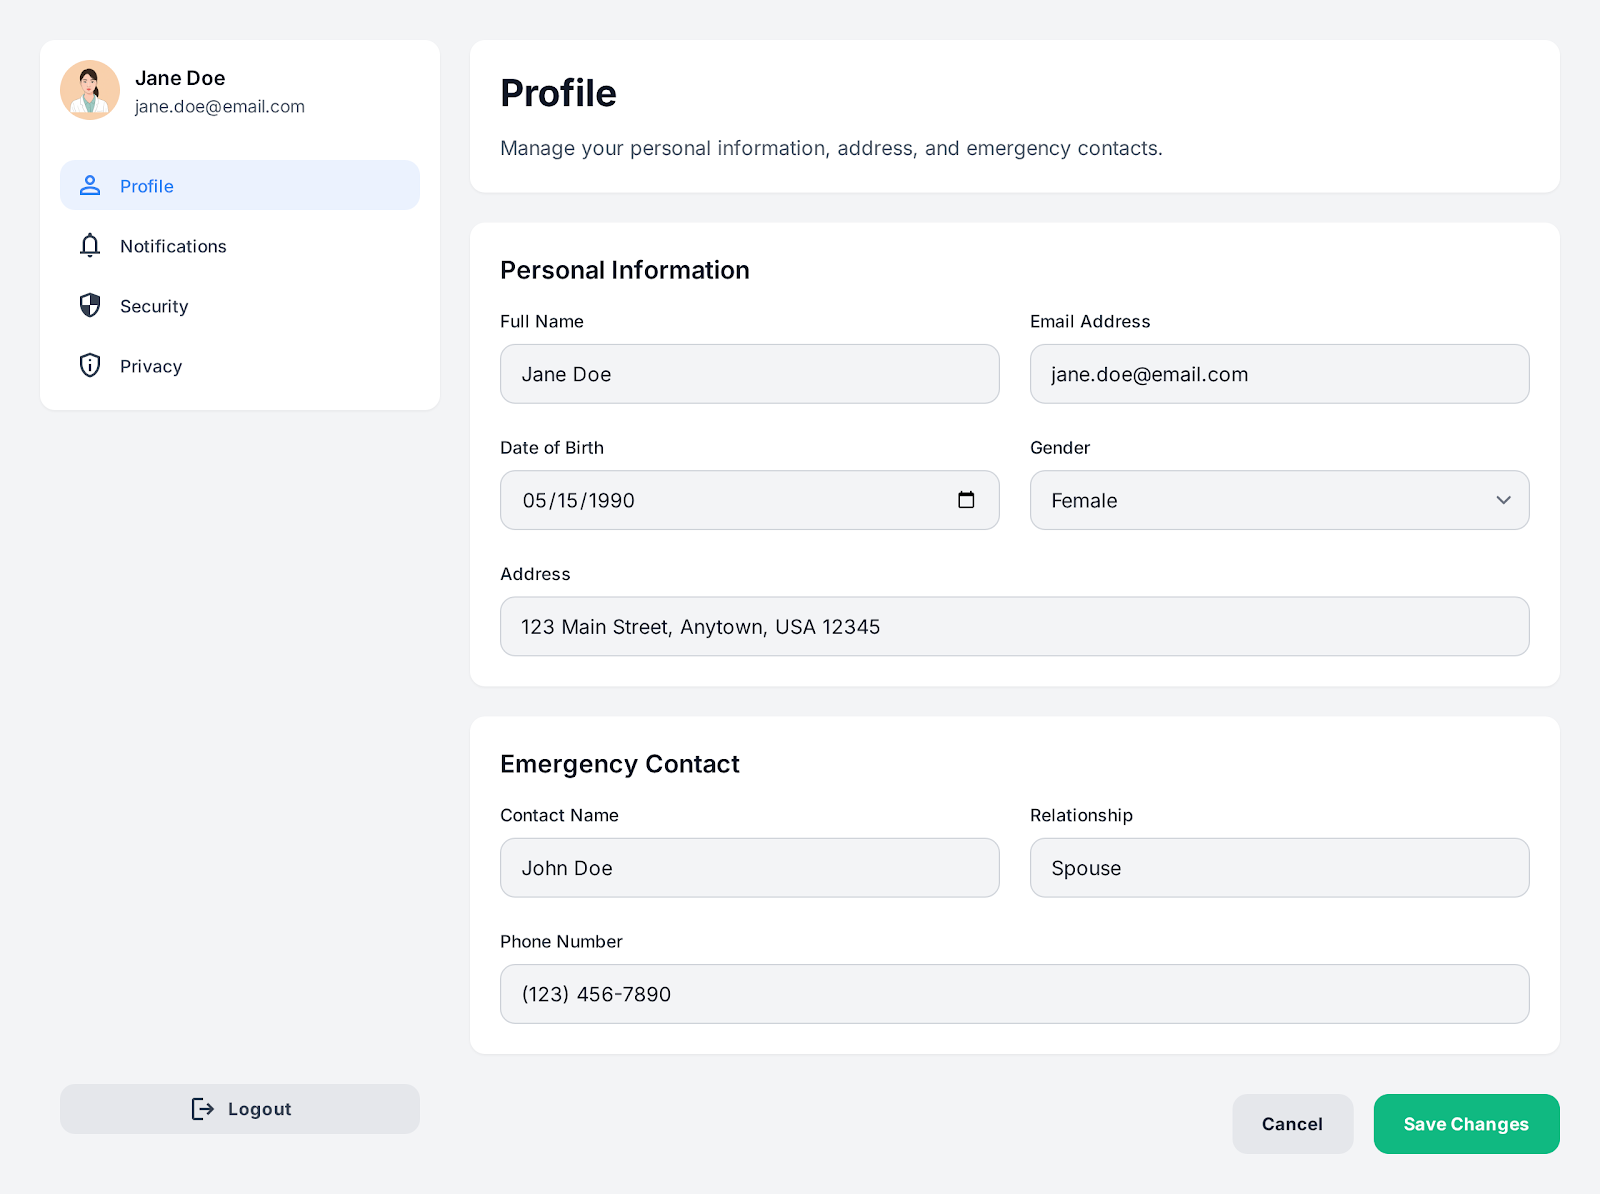 Jane Doe
jane.doe@email.com
Profile
Notifications
Security
Privacy
Logout
Profile
Manage your personal information, address, and emergency contacts.
Personal Information
Full Name
Jane Doe
Email Address
jane.doe@email.com
Date of Birth
05/15/1990
Gender
Female
Address
123 Main Street, Anytown, USA 12345
Emergency Contact
Contact Name
John Doe
Relationship
Spouse
Phone Number
(123) 456-7890
Cancel
Save Changes